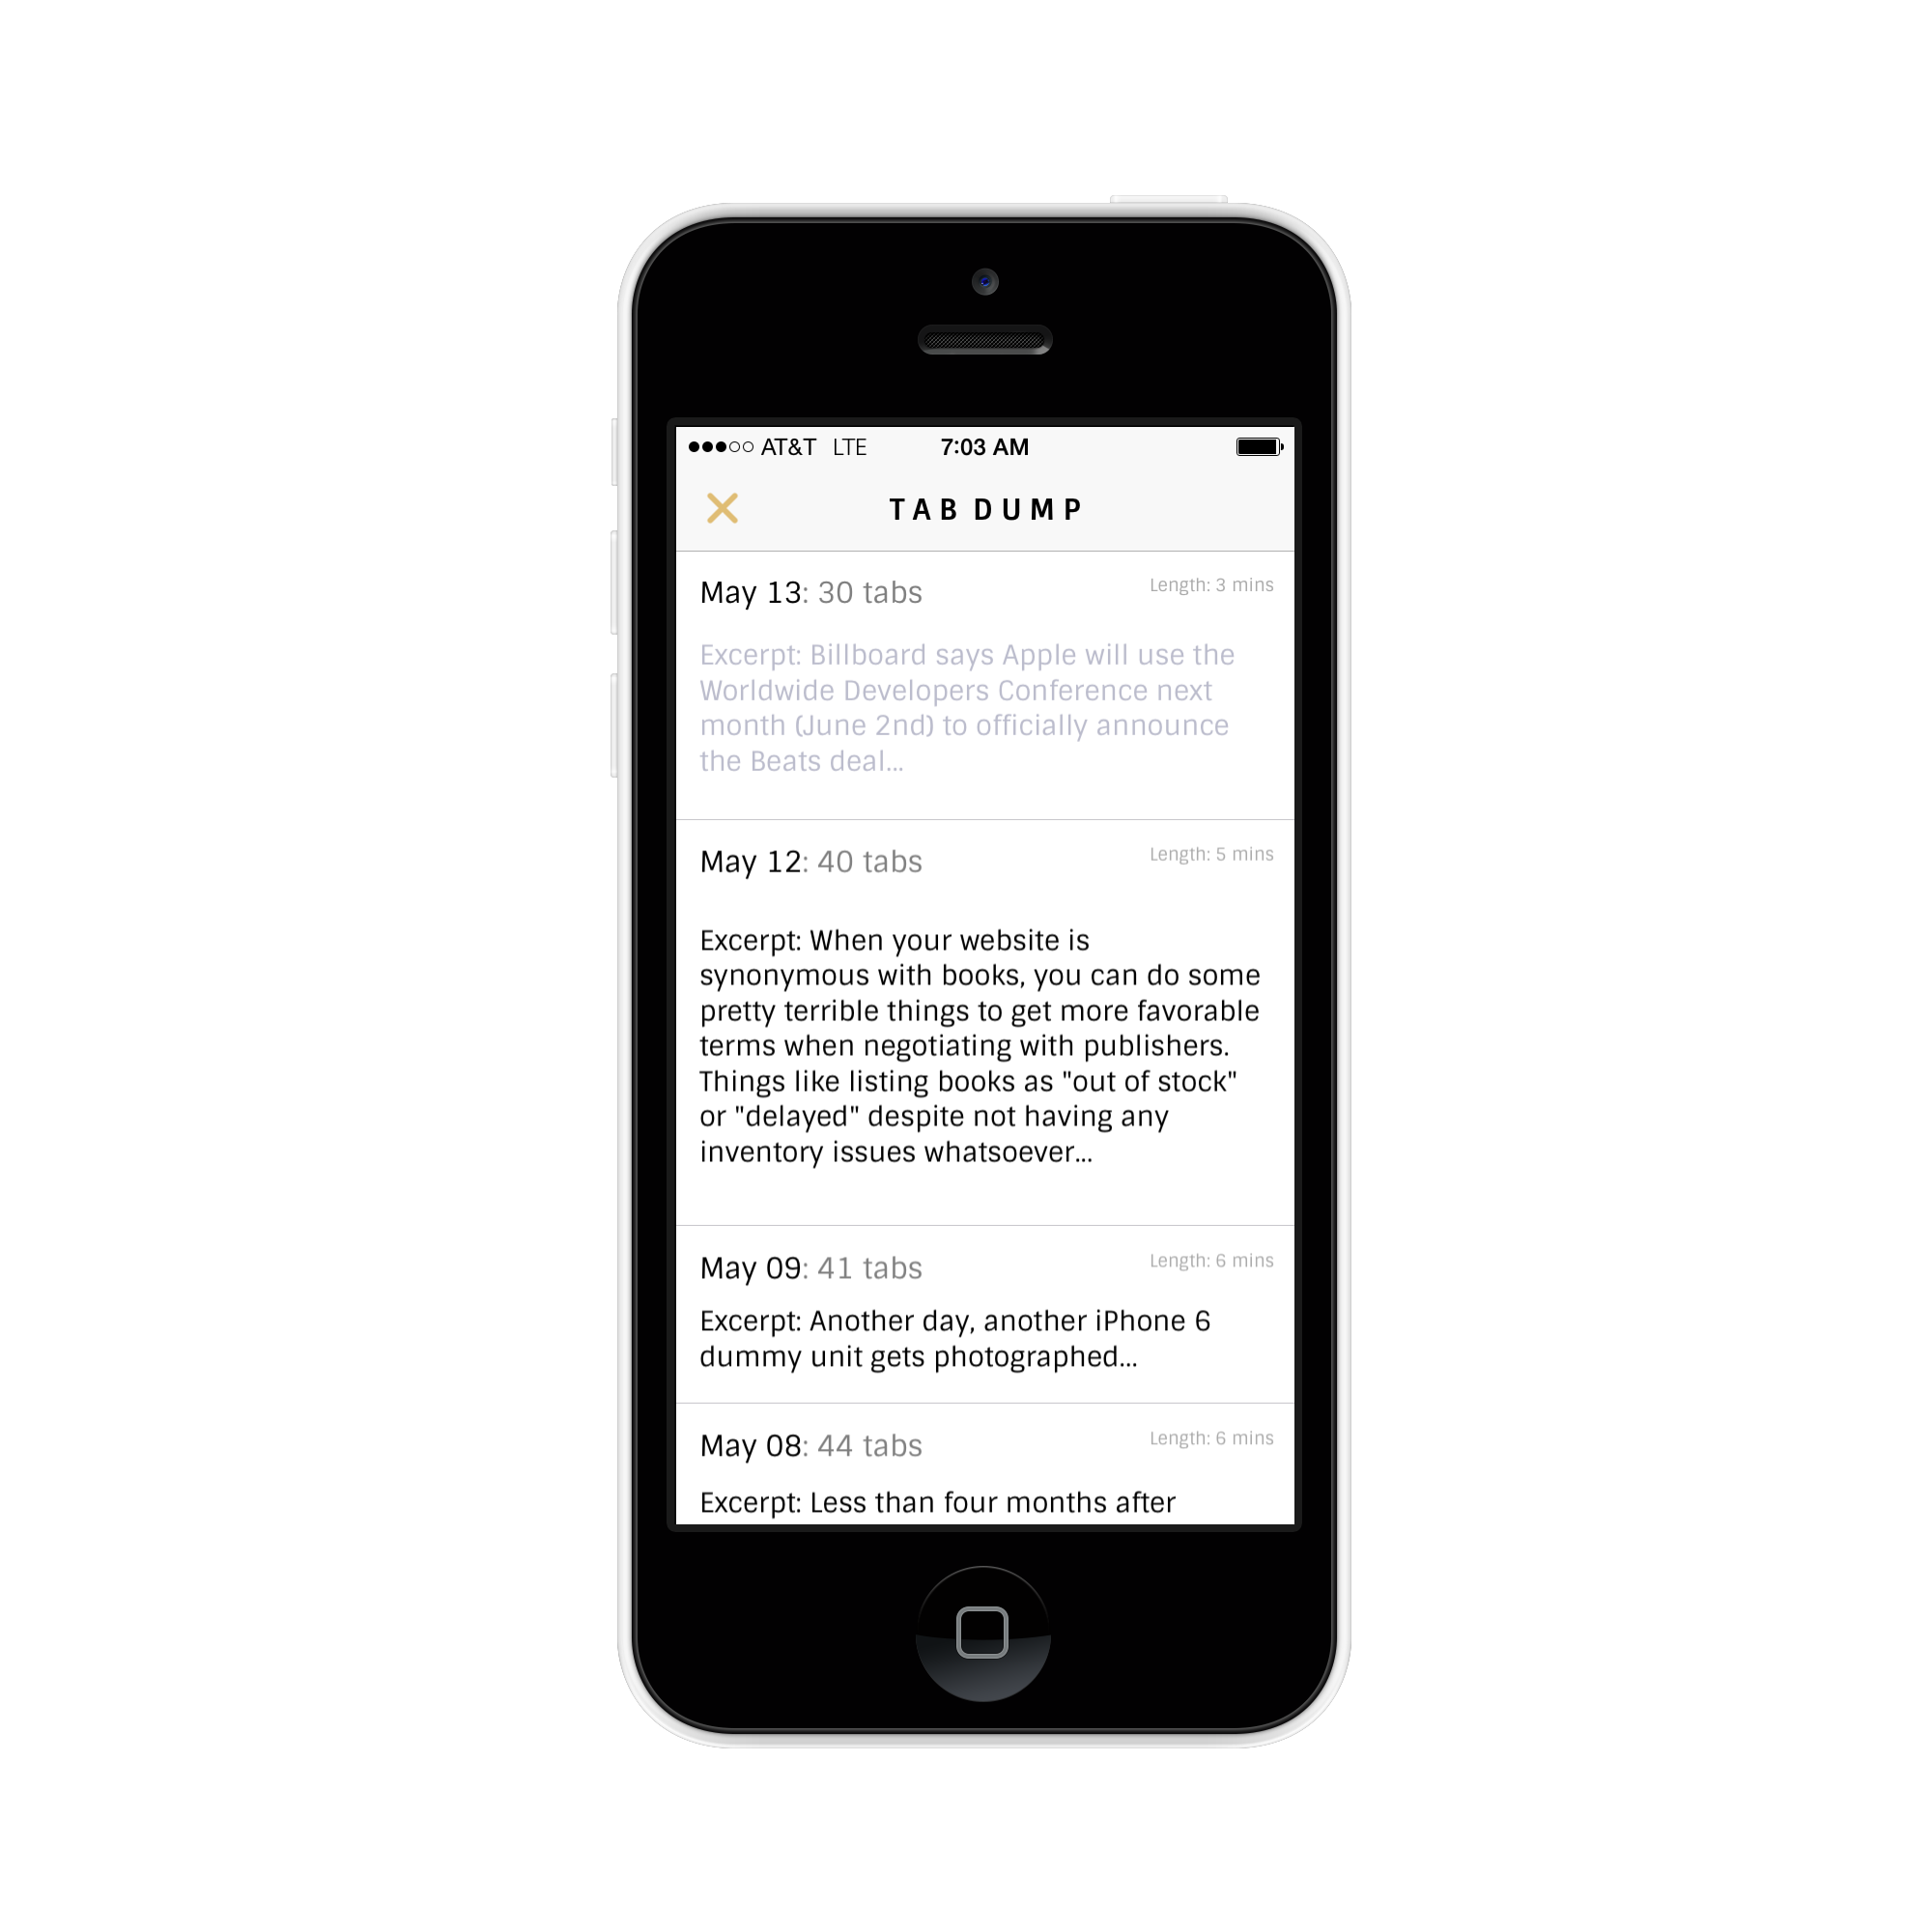 AT&T LTE 7:03 AM
TAB DUMP
May 13: 30 tabs Length: 3 mins
Excerpt: Billboard says Apple will use the
Worldwide Developers Conference next
month (June 2nd) to officially announce
the Beats deal...
May 12: 40 tabs Length: 5 mins
Excerpt: When your website is
synonymous with books, you can do some
pretty terrible things to get more favorable
terms when negotiating with publishers.
Things like listing books as "out of stock"
or "delayed" despite not having any
inventory issues whatsoever...
May 09: 41 tabs Length: 6 mins
Excerpt: Another day, another iPhone 6
dummy unit gets photographed...
May 08: 44 tabs Length: 6 mins
Excerpt: Less than four months after